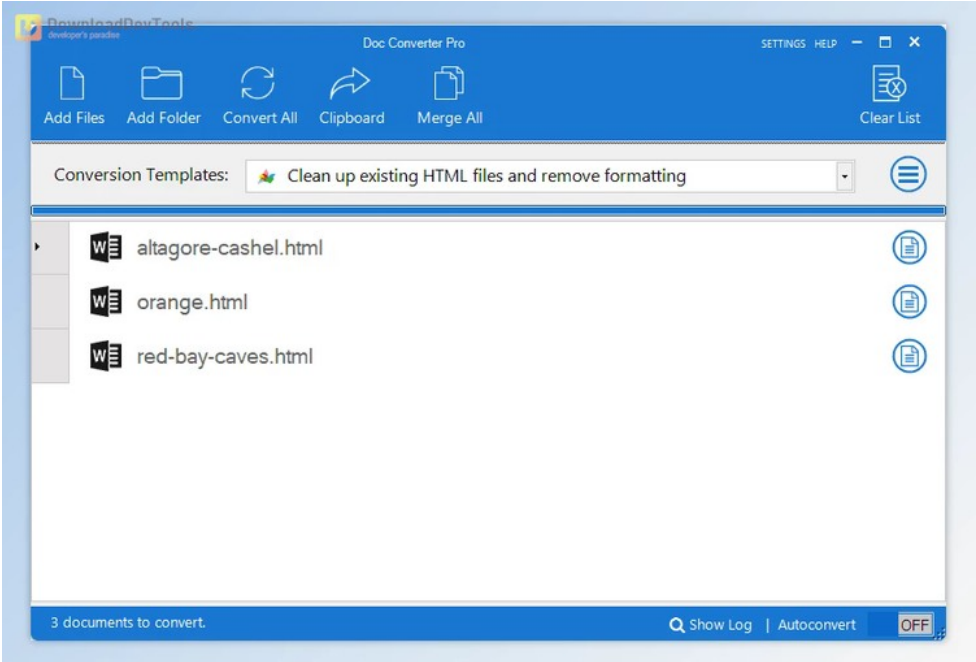 DownloadDevTools
developer's paradise
Doc Converter Pro
SETTINGS HELP
Add Files Add Folder Convert All Clipboard Merge All Clear List
Conversion Templates: Clean up existing HTML files and remove formatting
altagore-cashel.html
orange.html
red-bay-caves.html
3 documents to convert. Show Log | Autoconvert OFF